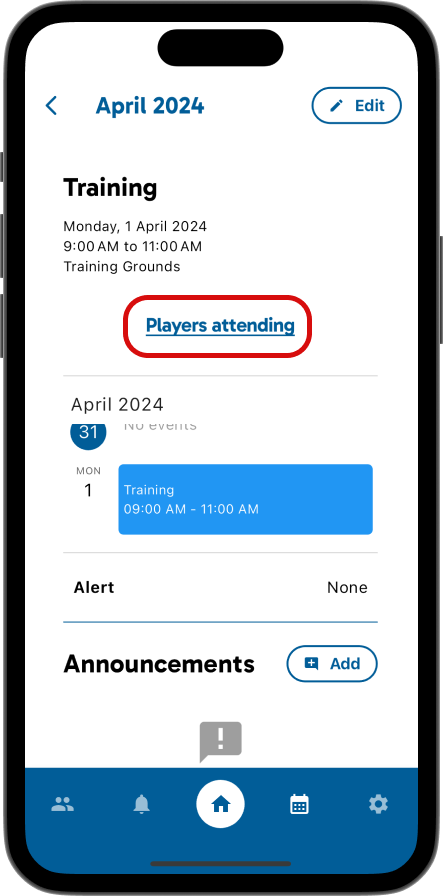 April 2024
Edit
Training
Monday, 1 April 2024
9:00 AM to 11:00 AM
Training Grounds
Players attending
April 2024
31
No events
MON
1
Training
09:00 AM - 11:00 AM
Alert
None
Announcements
Add